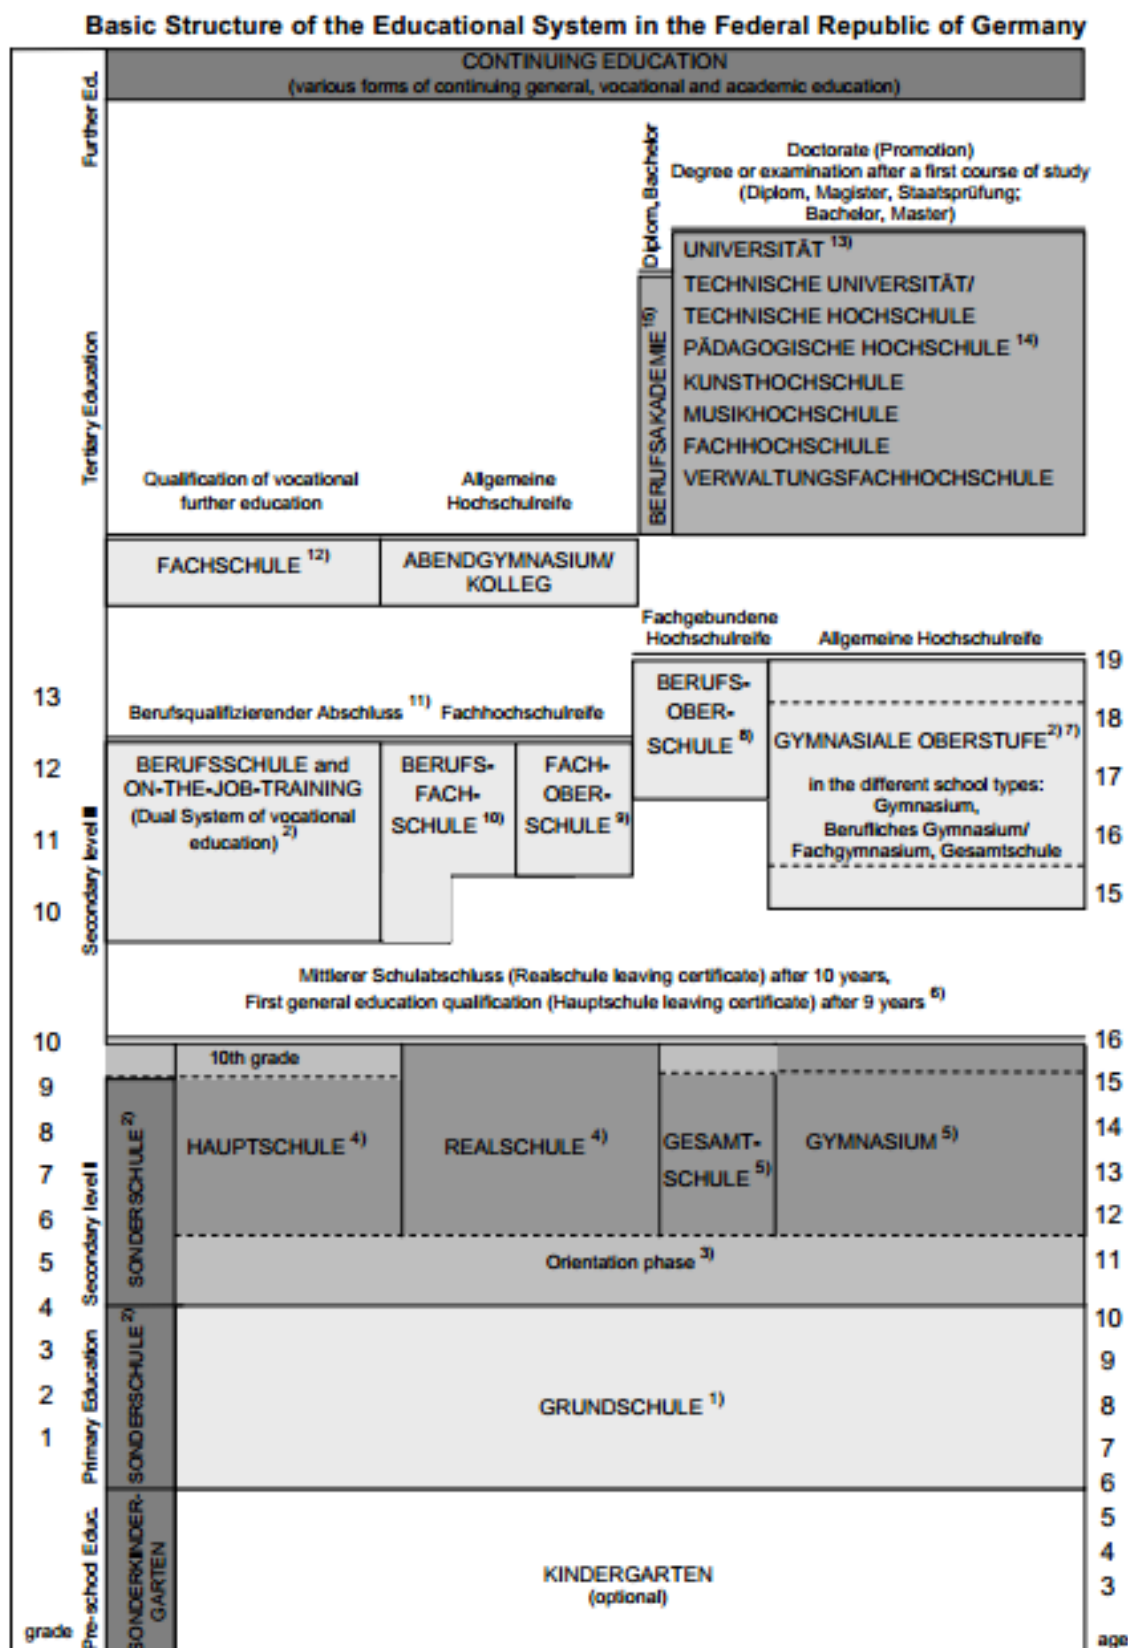 Basic Structure of the Educational System in the Federal Republic of Germany
Further Ed.
CONTINUING EDUCATION
(various forms of continuing general, vocational and academic education)
Tertiary Education
Diplom, Bachelor
Doctorate (Promotion)
Degree or examination after a first course of study
(Diplom, Magister, Staatsprüfung;
Bachelor, Master)
BERUFSAKADEMIE 15)
UNIVERSITÄT 13)
TECHNISCHE UNIVERSITÄT/
TECHNISCHE HOCHSCHULE
PÄDAGOGISCHE HOCHSCHULE 14)
KUNSTHOCHSCHULE
MUSIKHOCHSCHULE
FACHHOCHSCHULE
VERWALTUNGSFACHHOCHSCHULE
Qualification of vocational
further education
Allgemeine
Hochschulreife
FACHSCHULE 12)
ABENDGYMNASIUM/
KOLLEG
Fachgebundene
Hochschulreife
Allgemeine Hochschulreife
Secondary level II
13
12
11
10
Berufsqualifizierender Abschluss 11)
Fachhochschulreife
BERUFSSCHULE and
ON-THE-JOB-TRAINING
(Dual System of vocational
education) 2)
BERUFS-
FACH-
SCHULE 10)
FACH-
OBER-
SCHULE 9)
BERUFS-
OBER-
SCHULE 8)
GYMNASIALE OBERSTUFE 2) 7)
in the different school types:
Gymnasium,
Berufliches Gymnasium/
Fachgymnasium, Gesamtschule
19
18
17
16
15
Mittlerer Schulabschluss (Realschule leaving certificate) after 10 years,
First general education qualification (Hauptschule leaving certificate) after 9 years 6)
Secondary level I
10
9
8
7
6
5
4
SONDERSCHULE 2)
10th grade
HAUPTSCHULE 4)
REALSCHULE 4)
GESAMT-
SCHULE 5)
GYMNASIUM 5)
Orientation phase 3)
16
15
14
13
12
11
10
Primary Education
3
2
1
SONDERSCHULE 2)
GRUNDSCHULE 1)
9
8
7
6
Pre-school Educ.
SONDERKINDER-
GARTEN
KINDERGARTEN
(optional)
5
4
3
grade
age